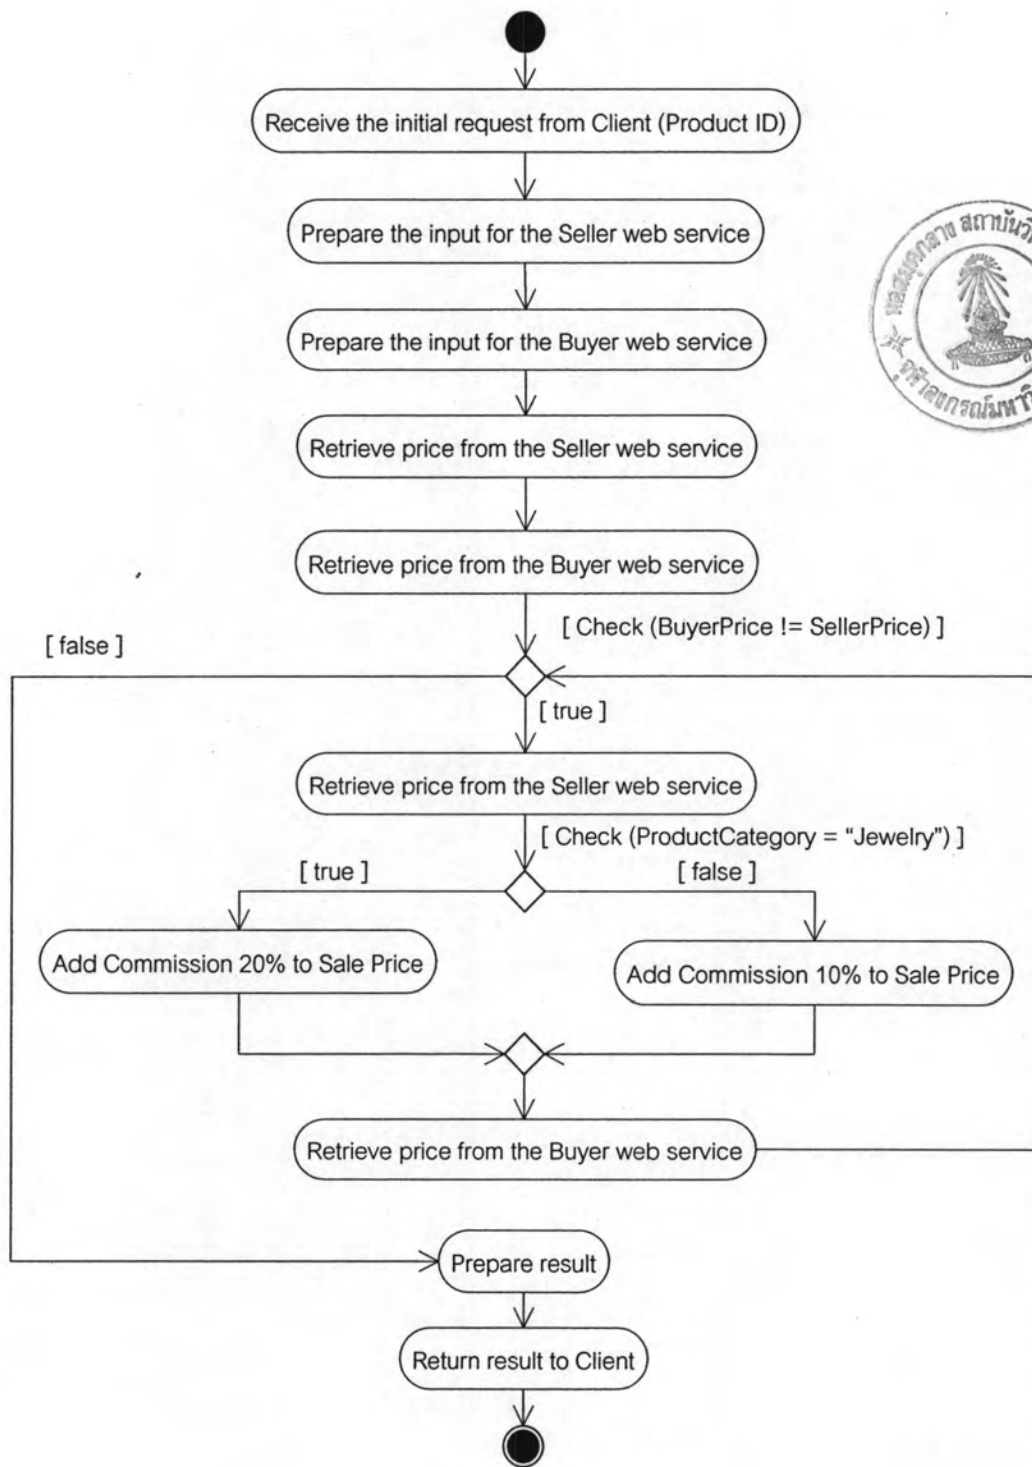 Receive the initial request from Client (Product ID)
Prepare the input for the Seller web service
Prepare the input for the Buyer web service
Retrieve price from the Seller web service
Retrieve price from the Buyer web service
[ Check (BuyerPrice != SellerPrice) ]
[ false ]
[ true ]
Retrieve price from the Seller web service
[ Check (ProductCategory = “Jewelry”) ]
[ true ]
[ false ]
Add Commission 20% to Sale Price
Add Commission 10% to Sale Price
Retrieve price from the Buyer web service
Prepare result
Return result to Client